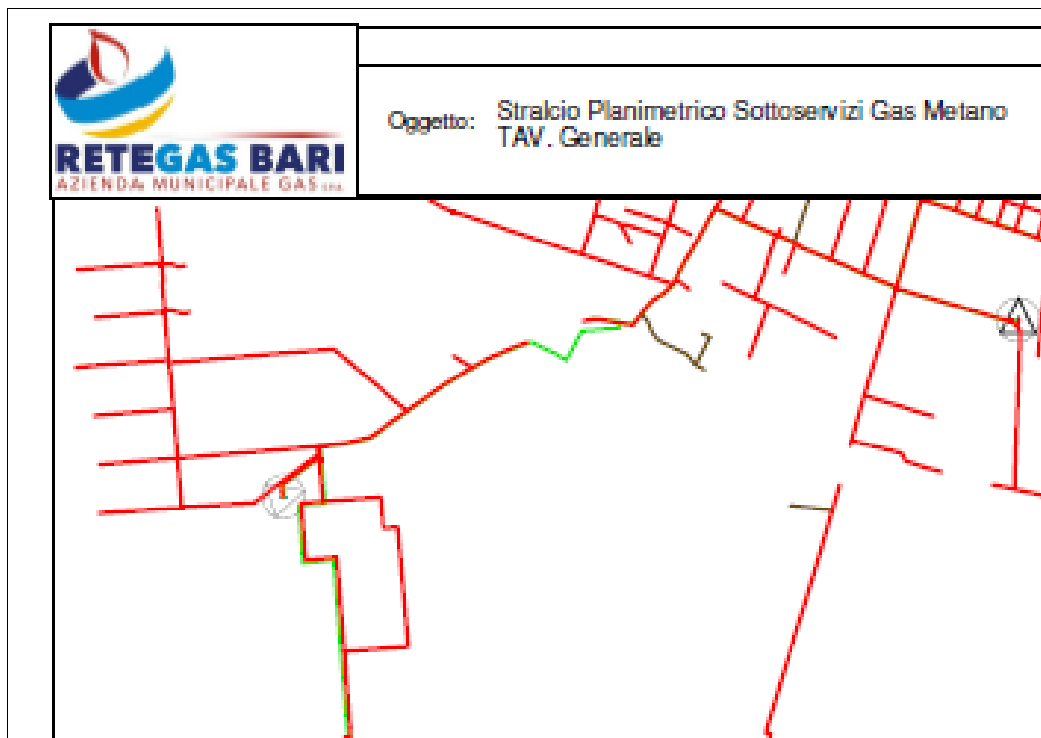 RETEGAS BARI
AZIENDA MUNICIPALE GAS
Oggetto: Stralcio Planimetrico Sottoservizi Gas Metano
TAV. Generale